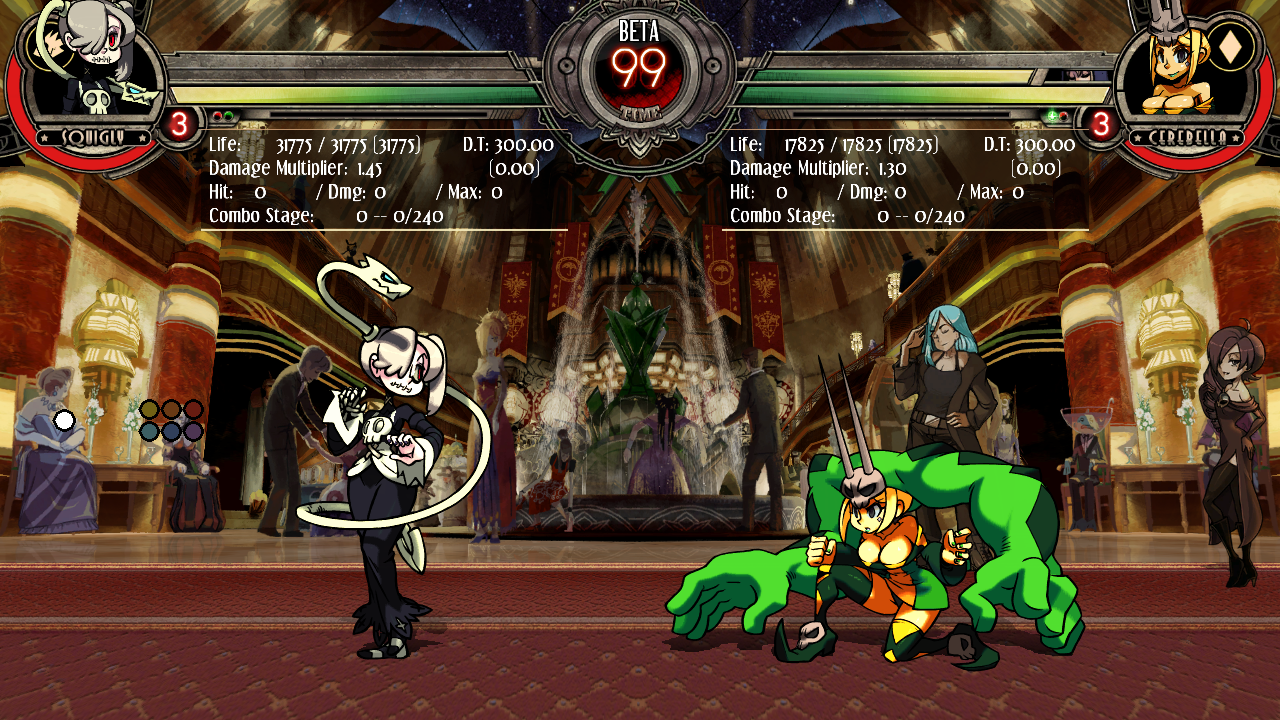 BETA
99
TIME
SQUIGLY
3
3
CEREBELLA
Life: 31775 / 31775 (31775) D.T: 300.00
Damage Multiplier: 1.45 (0.00)
Hit: 0 / Dmg: 0 / Max: 0
Combo Stage: 0 -- 0/240
Life: 17825 / 17825 (17825) D.T: 300.00
Damage Multiplier: 1.30 (0.00)
Hit: 0 / Dmg: 0 / Max: 0
Combo Stage: 0 -- 0/240